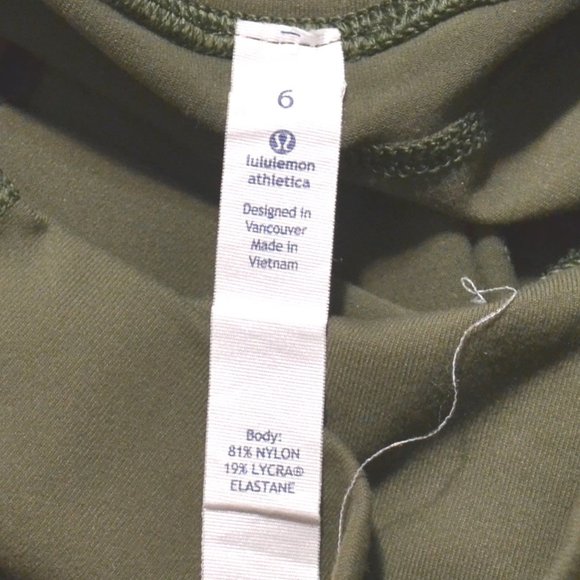 6
lululemon
athletica
Designed in
Vancouver
Made in
Vietnam
Body:
81% NYLON
19% LYCRA®
ELASTANE